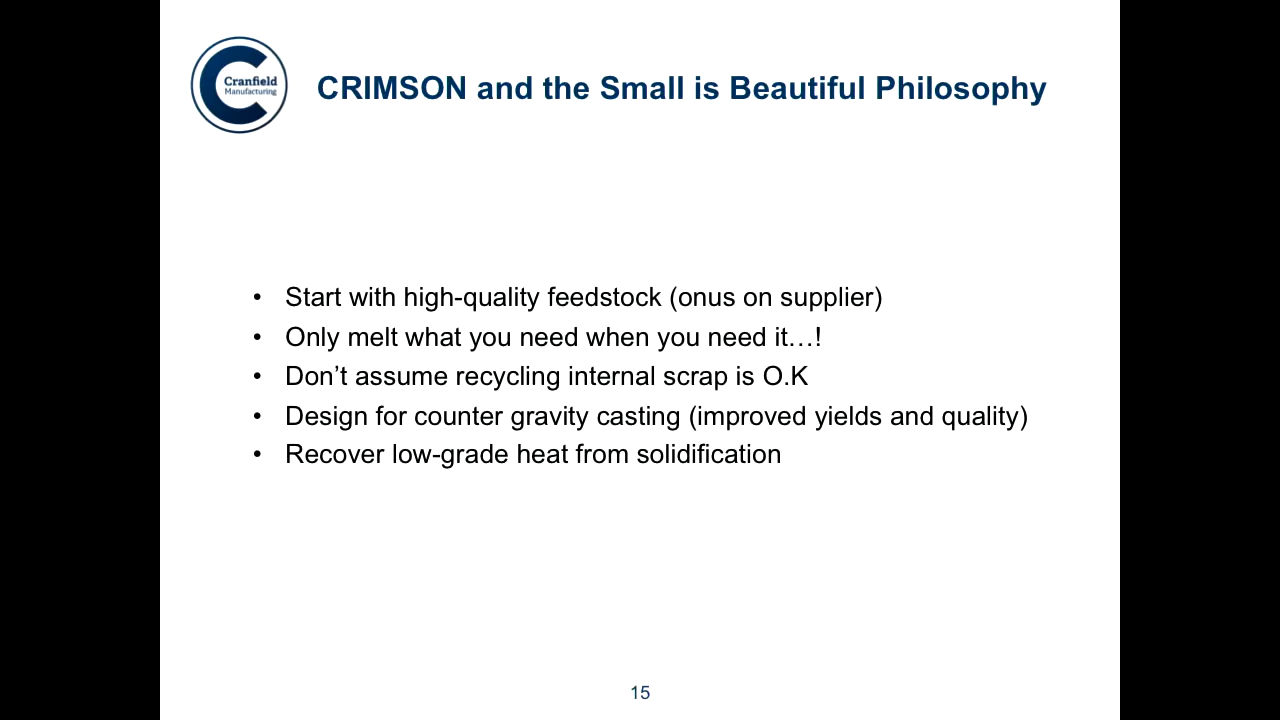 Cranfield
Manufacturing
CRIMSON and the Small is Beautiful Philosophy
• Start with high-quality feedstock (onus on supplier)
• Only melt what you need when you need it…!
• Don’t assume recycling internal scrap is O.K
• Design for counter gravity casting (improved yields and quality)
• Recover low-grade heat from solidification
15